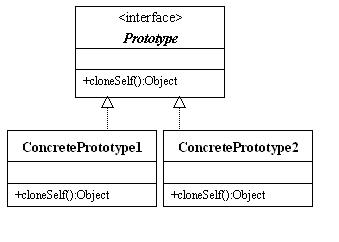 <interface>
Prototype
+cloneSelf():Object
ConcretePrototype1
ConcretePrototype2
+cloneSelf():Object
+cloneSelf():Object